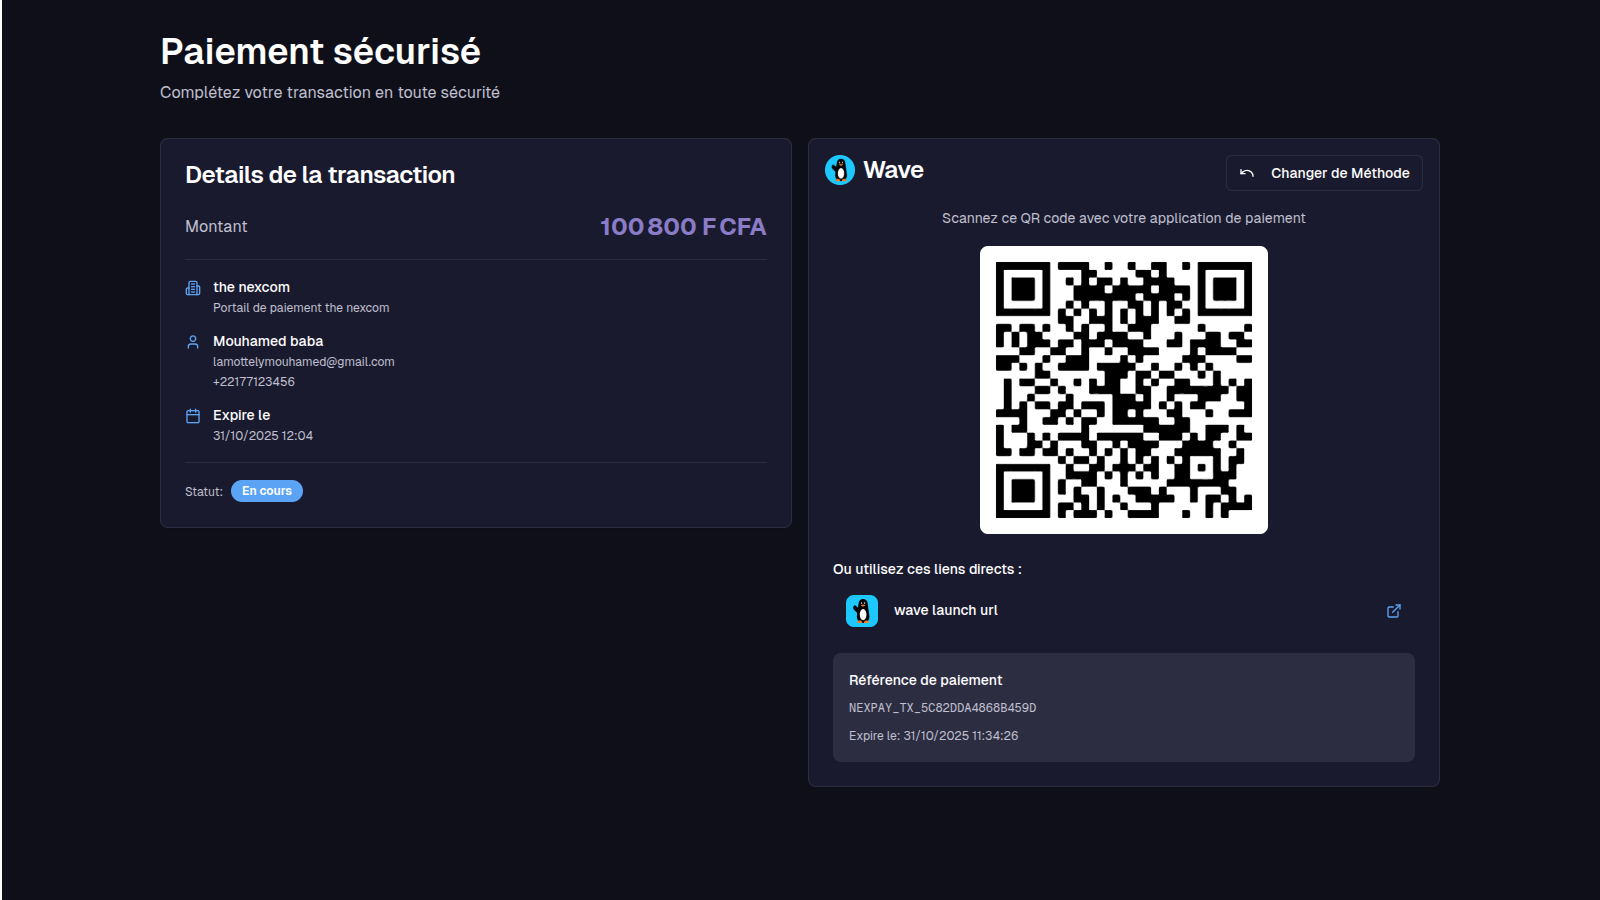 Paiement sécurisé
Complétez votre transaction en toute sécurité
Details de la transaction
Montant
100 800 F CFA
the nexcom
Portail de paiement the nexcom
Mouhamed baba
lamottelymouhamed@gmail.com
+22177123456
Expire le
31/10/2025 12:04
Statut:
En cours
Wave
Changer de Méthode
Scannez ce QR code avec votre application de paiement
Ou utilisez ces liens directs :
wave launch url
Référence de paiement
NEXPAY_TX_5C82DDA4868B459D
Expire le: 31/10/2025 11:34:26